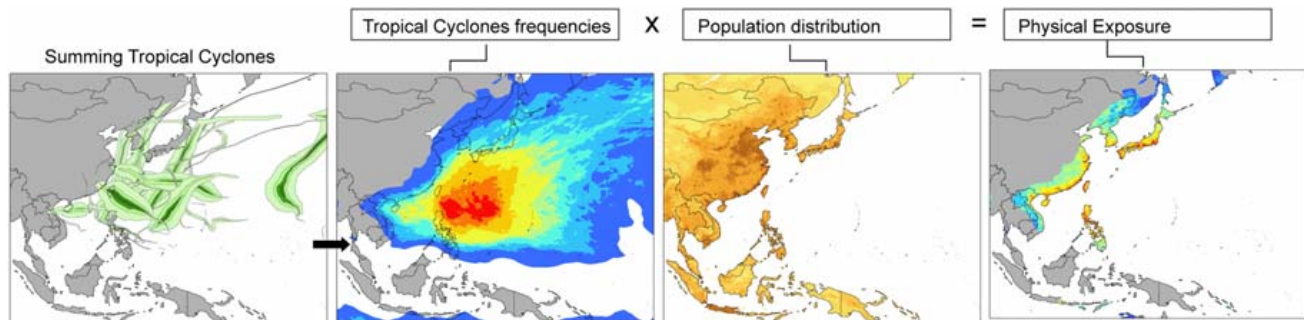 Summing Tropical Cyclones
Tropical Cyclones frequencies
X
Population distribution
=
Physical Exposure